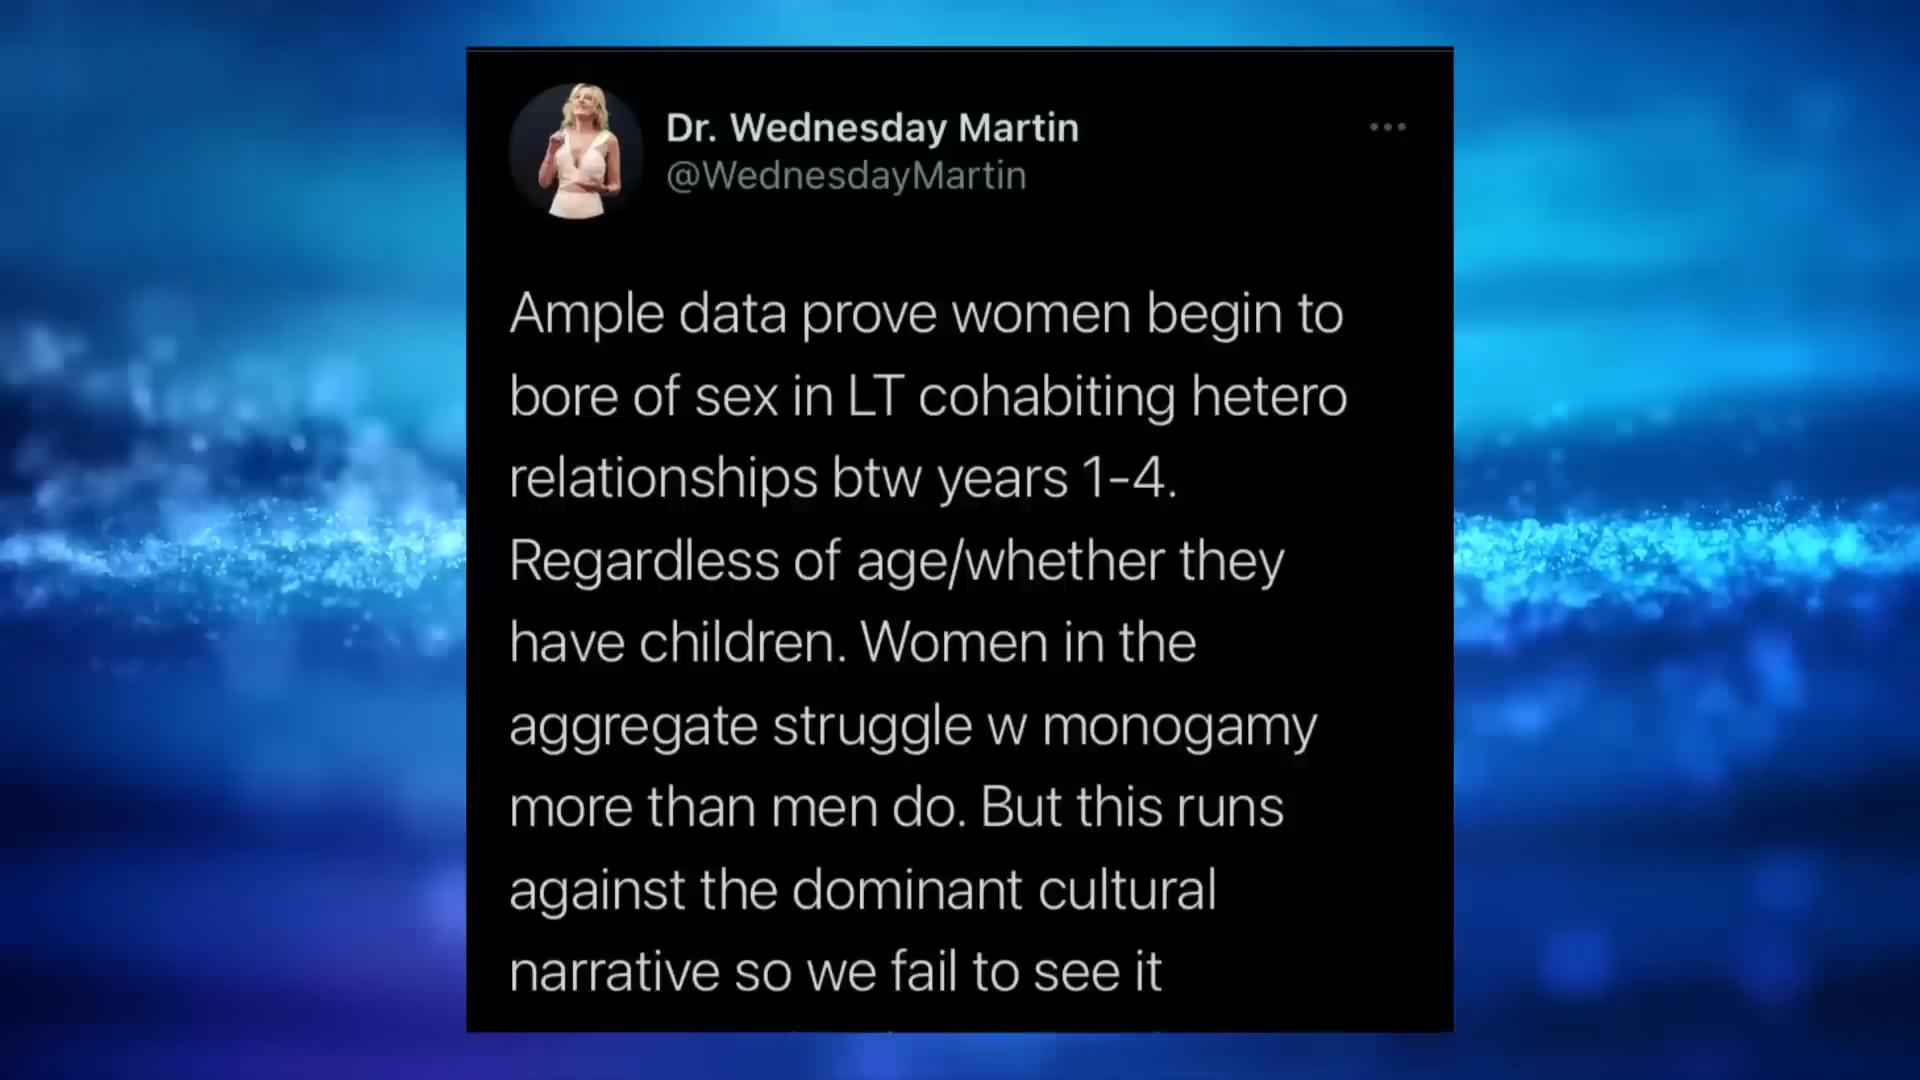 Dr. Wednesday Martin
@WednesdayMartin
Ample data prove women begin to
bore of sex in LT cohabiting hetero
relationships btw years 1-4.
Regardless of age/whether they
have children. Women in the
aggregate struggle w monogamy
more than men do. But this runs
against the dominant cultural
narrative so we fail to see it